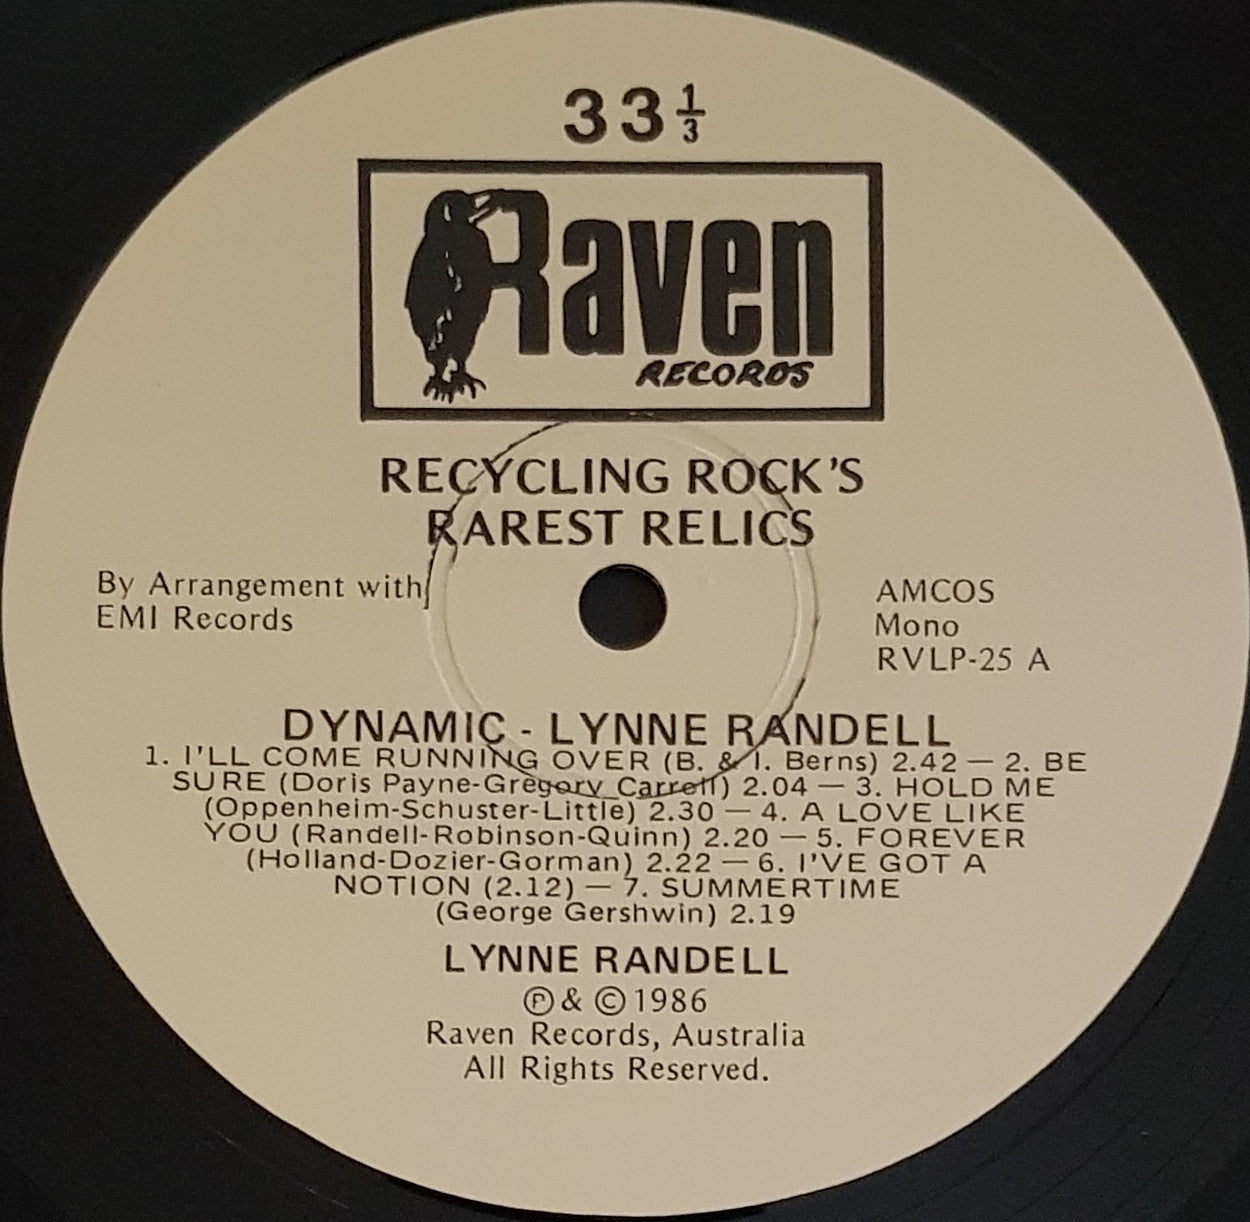 33 1/3
Raven
RECORDS
RECYCLING ROCK'S
RAREST RELICS
By Arrangement with
EMI Records
AMCOS
Mono
RVLP-25 A
DYNAMIC - LYNNE RANDELL
1. I'LL COME RUNNING OVER (B. & I. Berns) 2.42 — 2. BE
SURE (Doris Payne-Gregory Carroll) 2.04 — 3. HOLD ME
(Oppenheim-Schuster-Little) 2.30 — 4. A LOVE LIKE
YOU (Randell-Robinson-Quinn) 2.20 — 5. FOREVER
(Holland-Dozier-Gorman) 2.22 — 6. I'VE GOT A
NOTION (2.12) — 7. SUMMERTIME
(George Gershwin) 2.19
LYNNE RANDELL
Ⓟ & © 1986
Raven Records, Australia
All Rights Reserved.